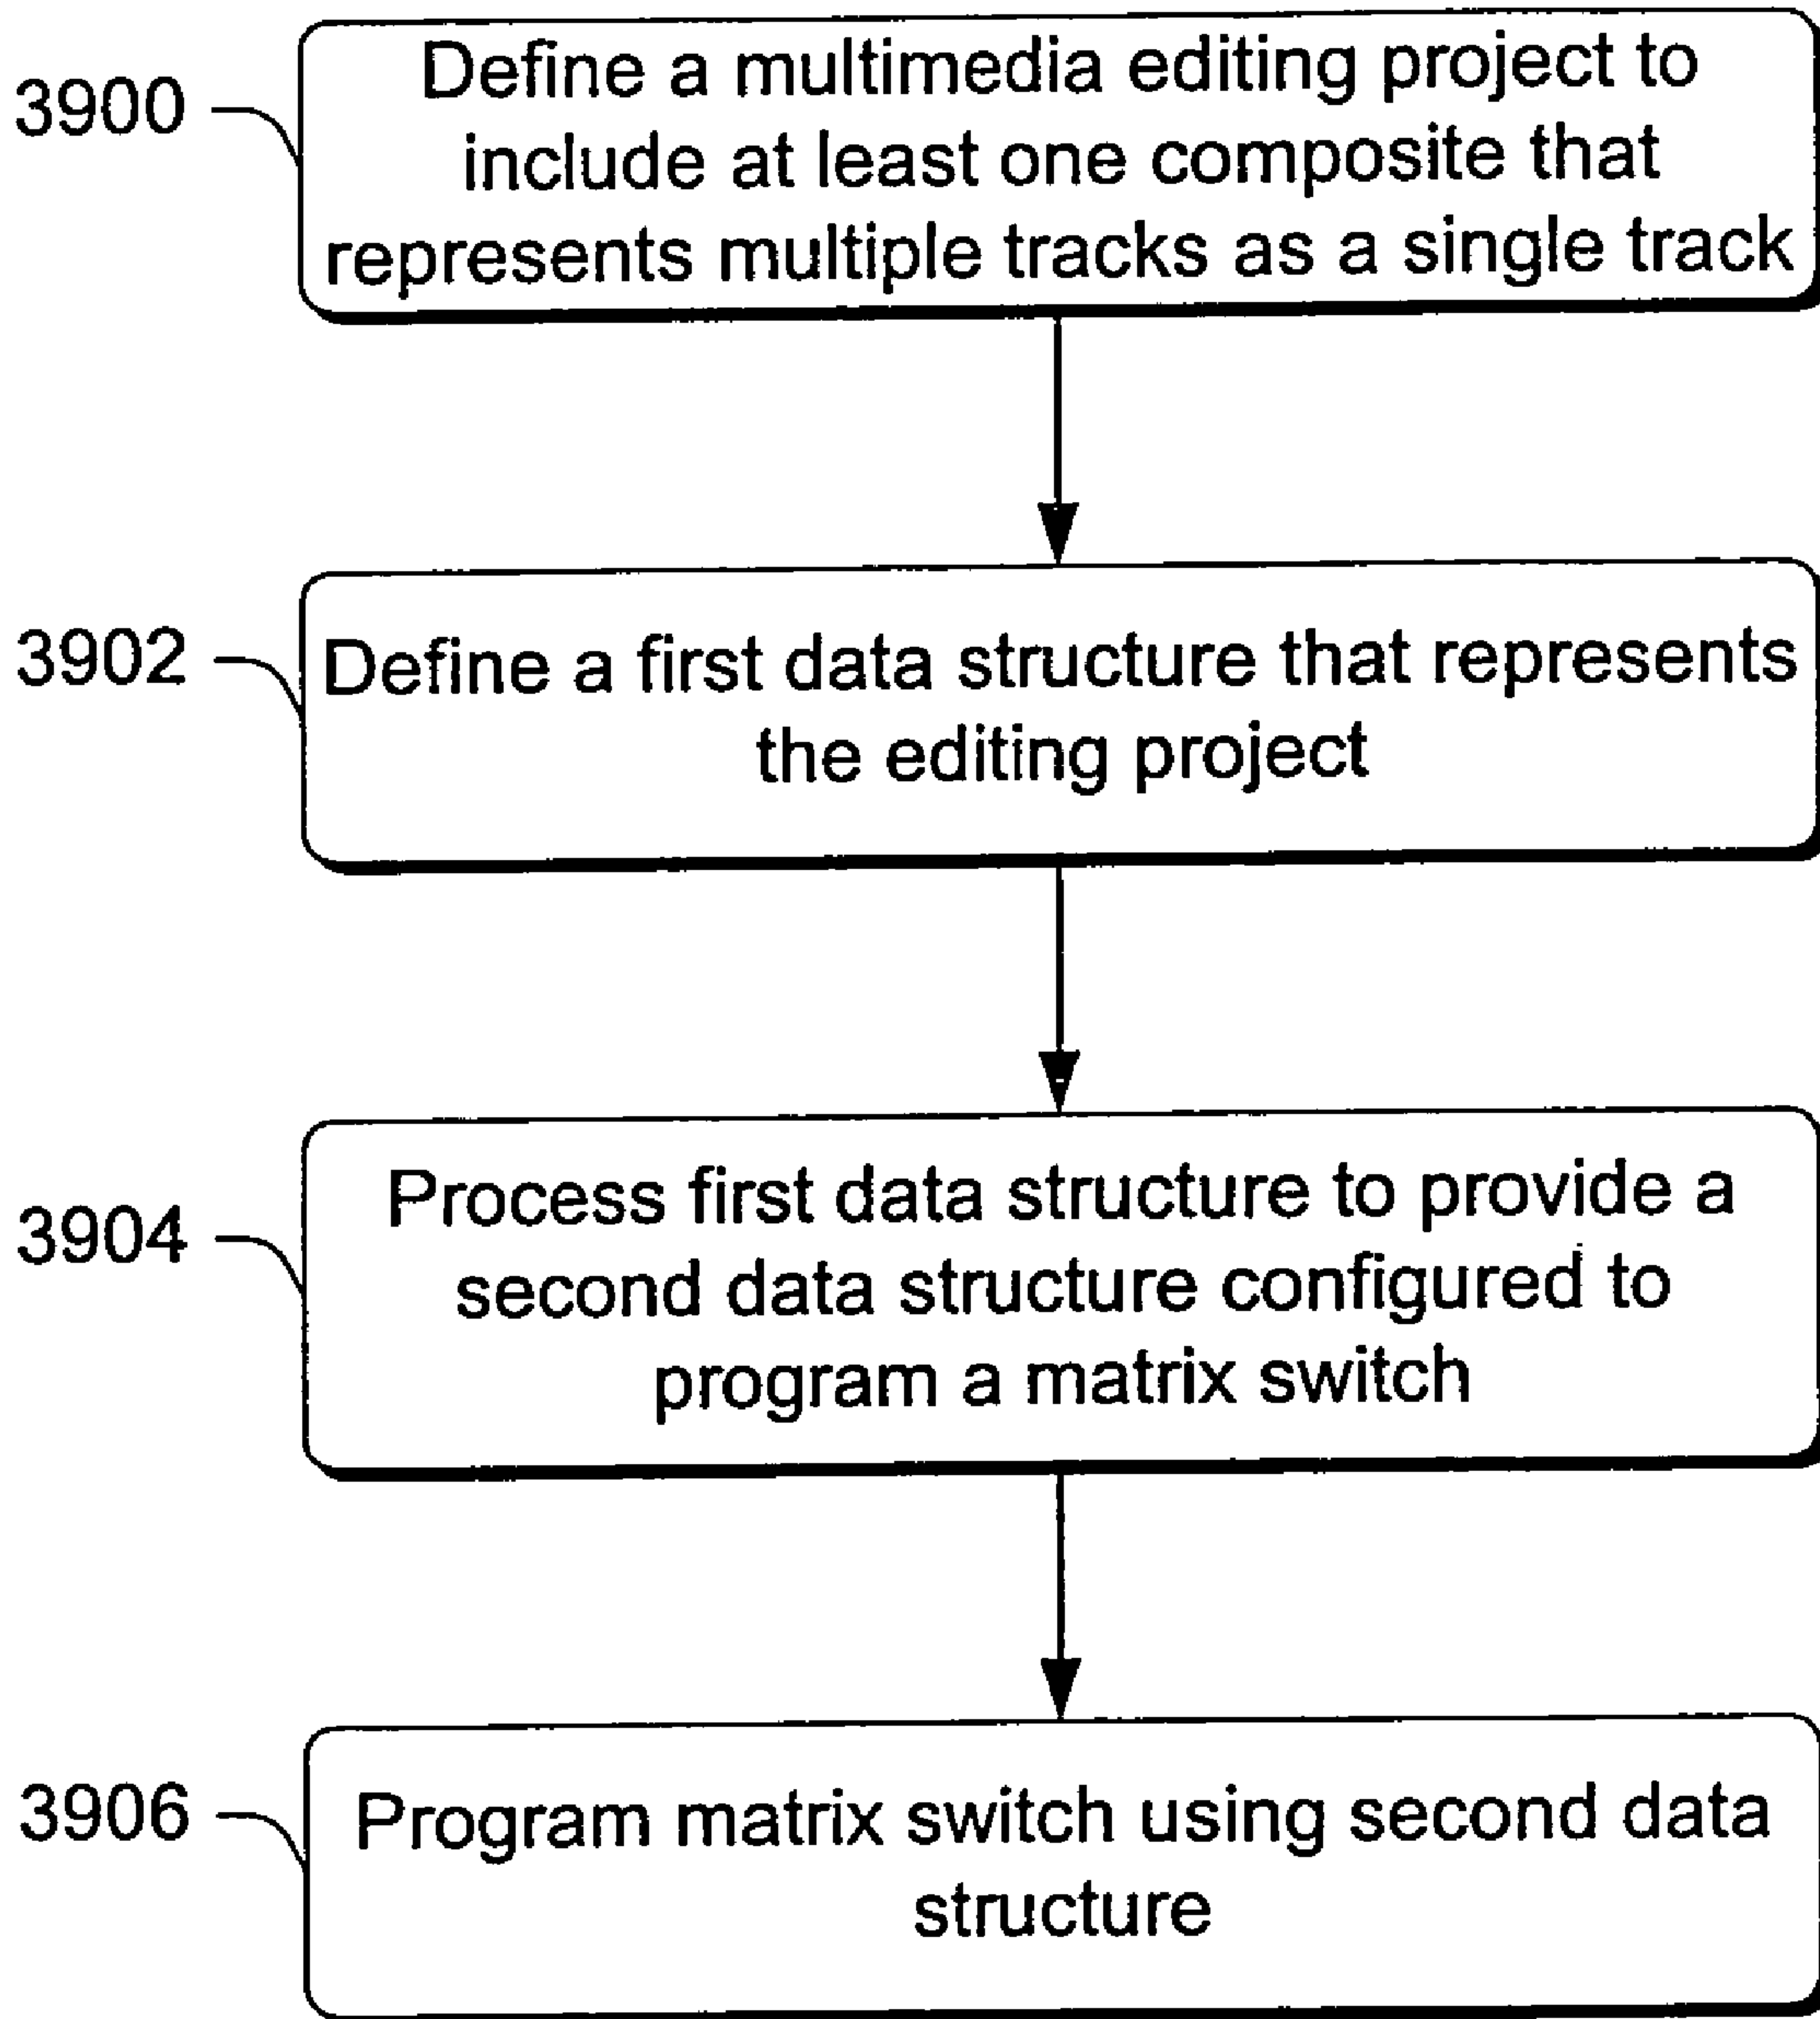 3900
Define a multimedia editing project to
include at least one composite that
represents multiple tracks as a single track
3902
Define a first data structure that represents
the editing project
3904
Process first data structure to provide a
second data structure configured to
program a matrix switch
3906
Program matrix switch using second data
structure